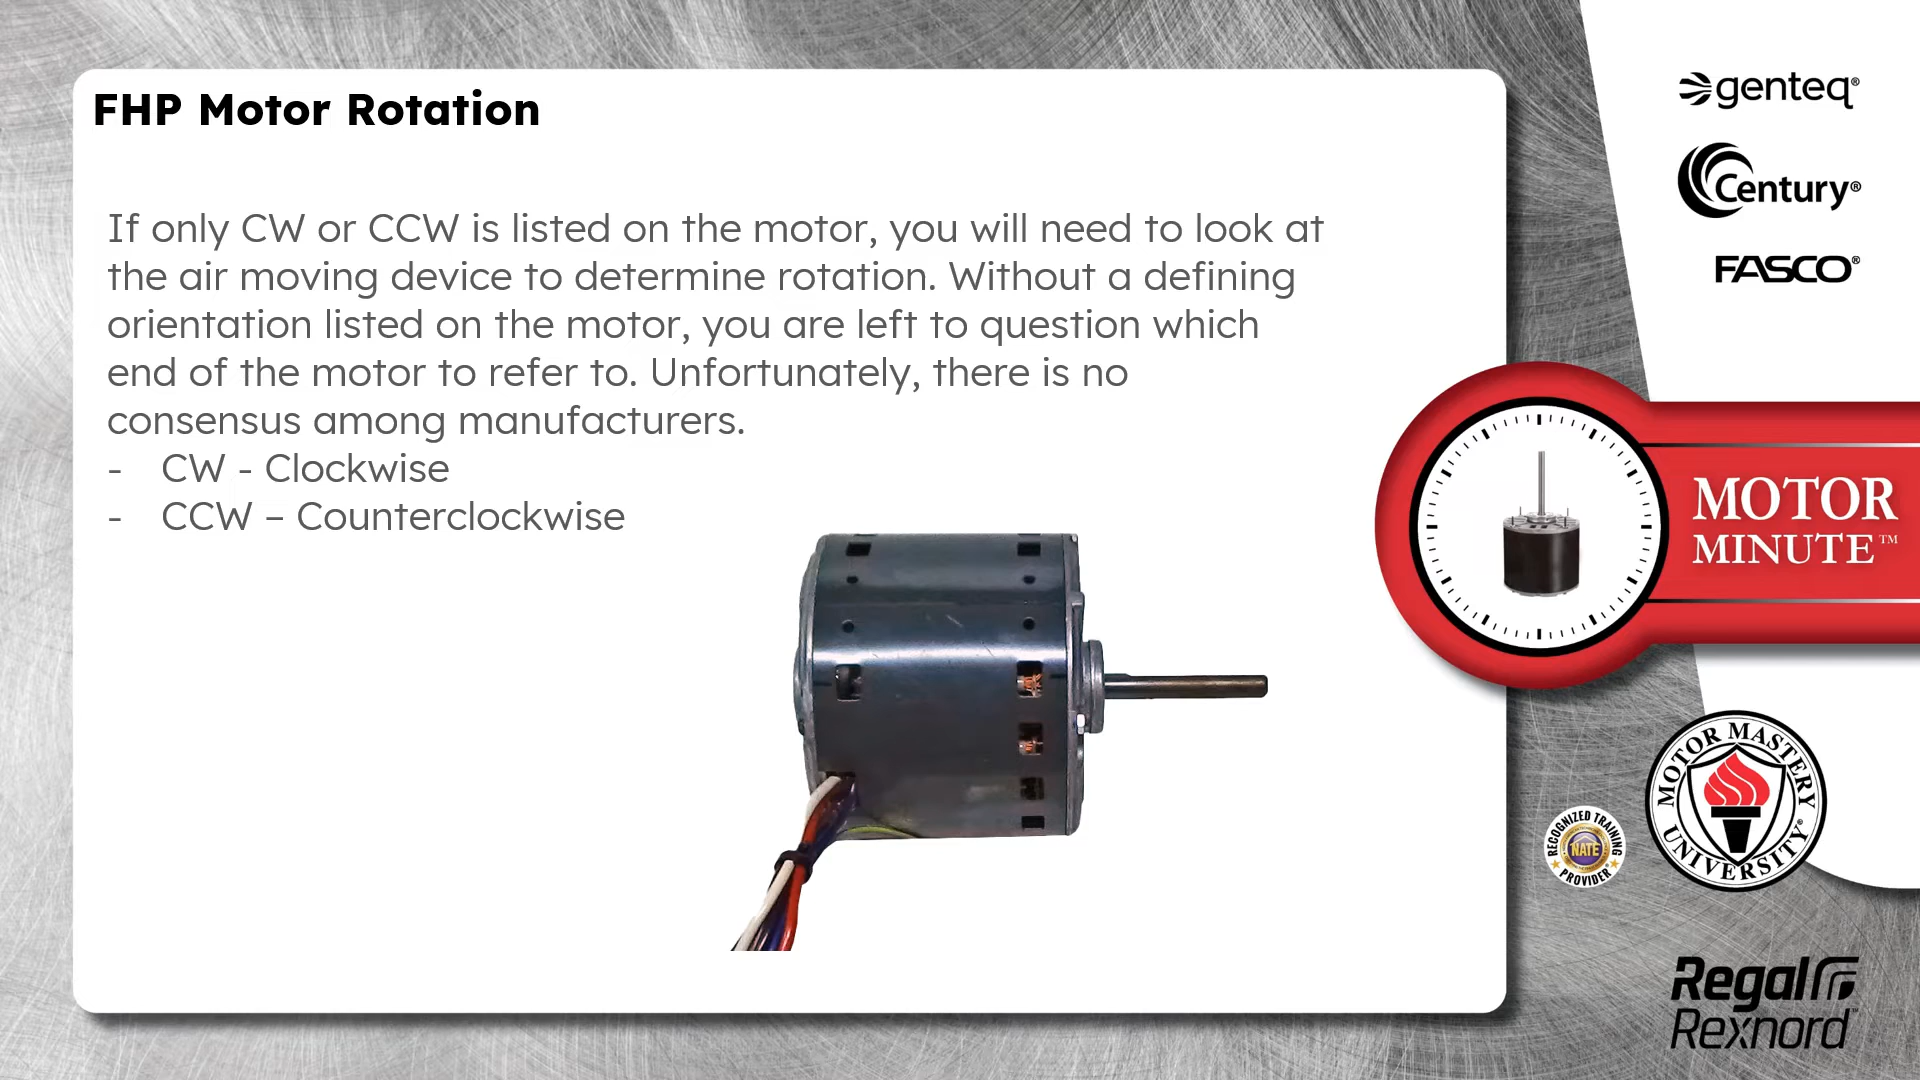 FHP Motor Rotation
If only CW or CCW is listed on the motor, you will need to look at
the air moving device to determine rotation. Without a defining
orientation listed on the motor, you are left to question which
end of the motor to refer to. Unfortunately, there is no
consensus among manufacturers.
- CW - Clockwise
- CCW – Counterclockwise
genteq®
Century®
FASCO®
MOTOR
MINUTE™
MOTOR MASTERY
UNIVERSITY®
RECOGNIZED TRAINING
NATE
PROVIDER®
Regal
Rexnord™